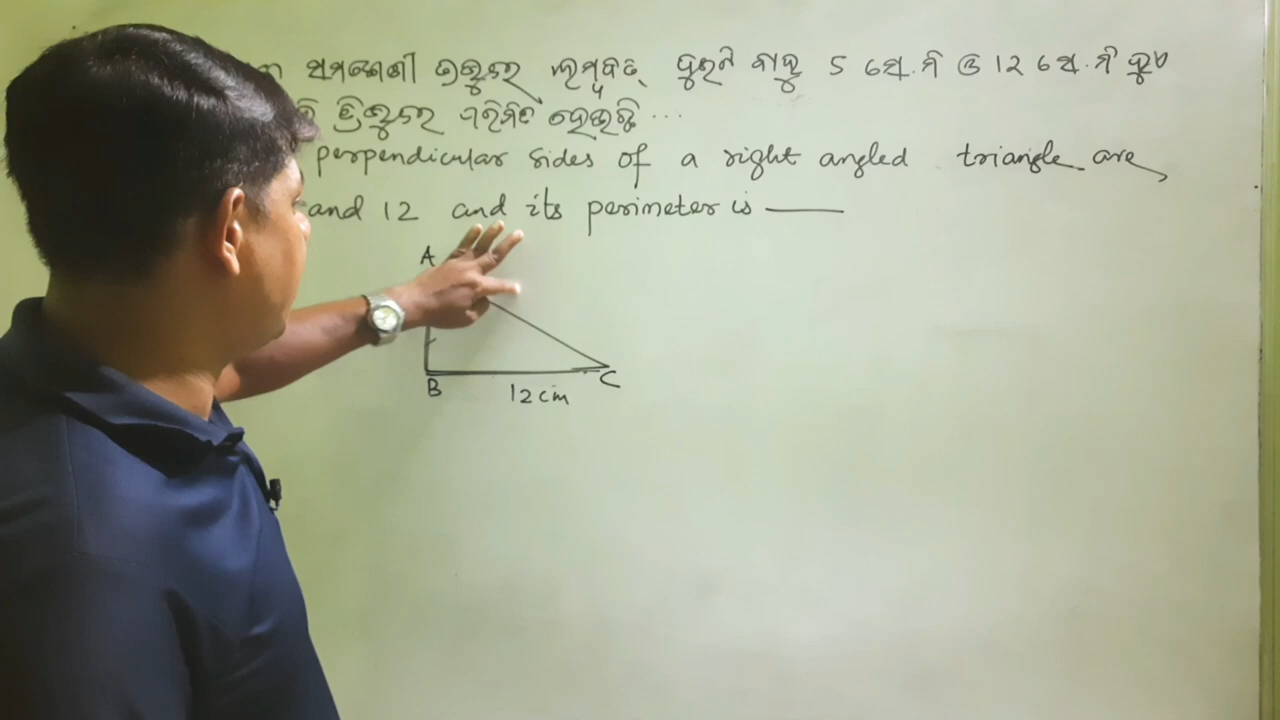 ସମକୋଣୀ ତ୍ରିଭୁଜର ଲମ୍ବ ଦୁଇଟି ବାହୁ 5 ସେ.ମି ଓ 12 ସେ.ମି ହୁଏ
ତ୍ରିଭୁଜର ପରିମିତି ହେଉଛି ...
perpendicular sides of a right angled triangle are,
and 12 and its perimeter is ———
A
B
C
12 cm